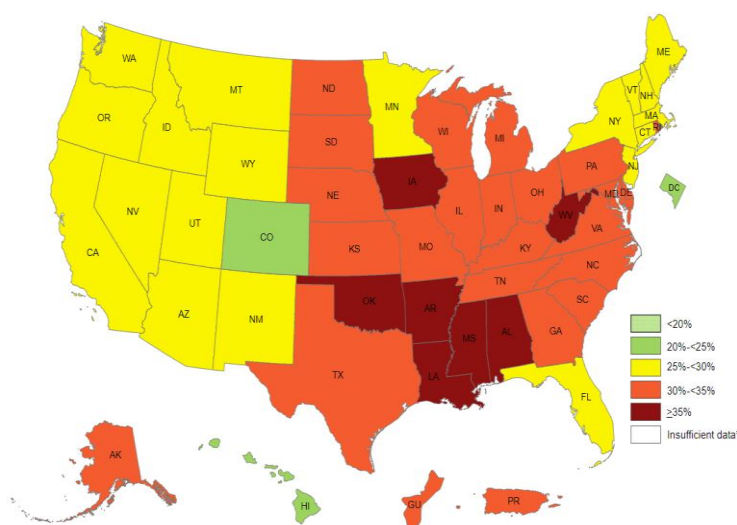 WA
MT
ND
MN
ME
OR
ID
WY
SD
WI
MI
VT
NH
NY
MA
CT
RI
NV
UT
CO
NE
IA
IL
IN
OH
PA
NJ
MD
DE
DC
CA
AZ
NM
KS
MO
KY
WV
VA
OK
AR
TN
NC
SC
TX
LA
MS
AL
GA
FL
<20%
20%-<25%
25%-<30%
30%-<35%
≥35%
Insufficient data*
AK
HI
GU
PR